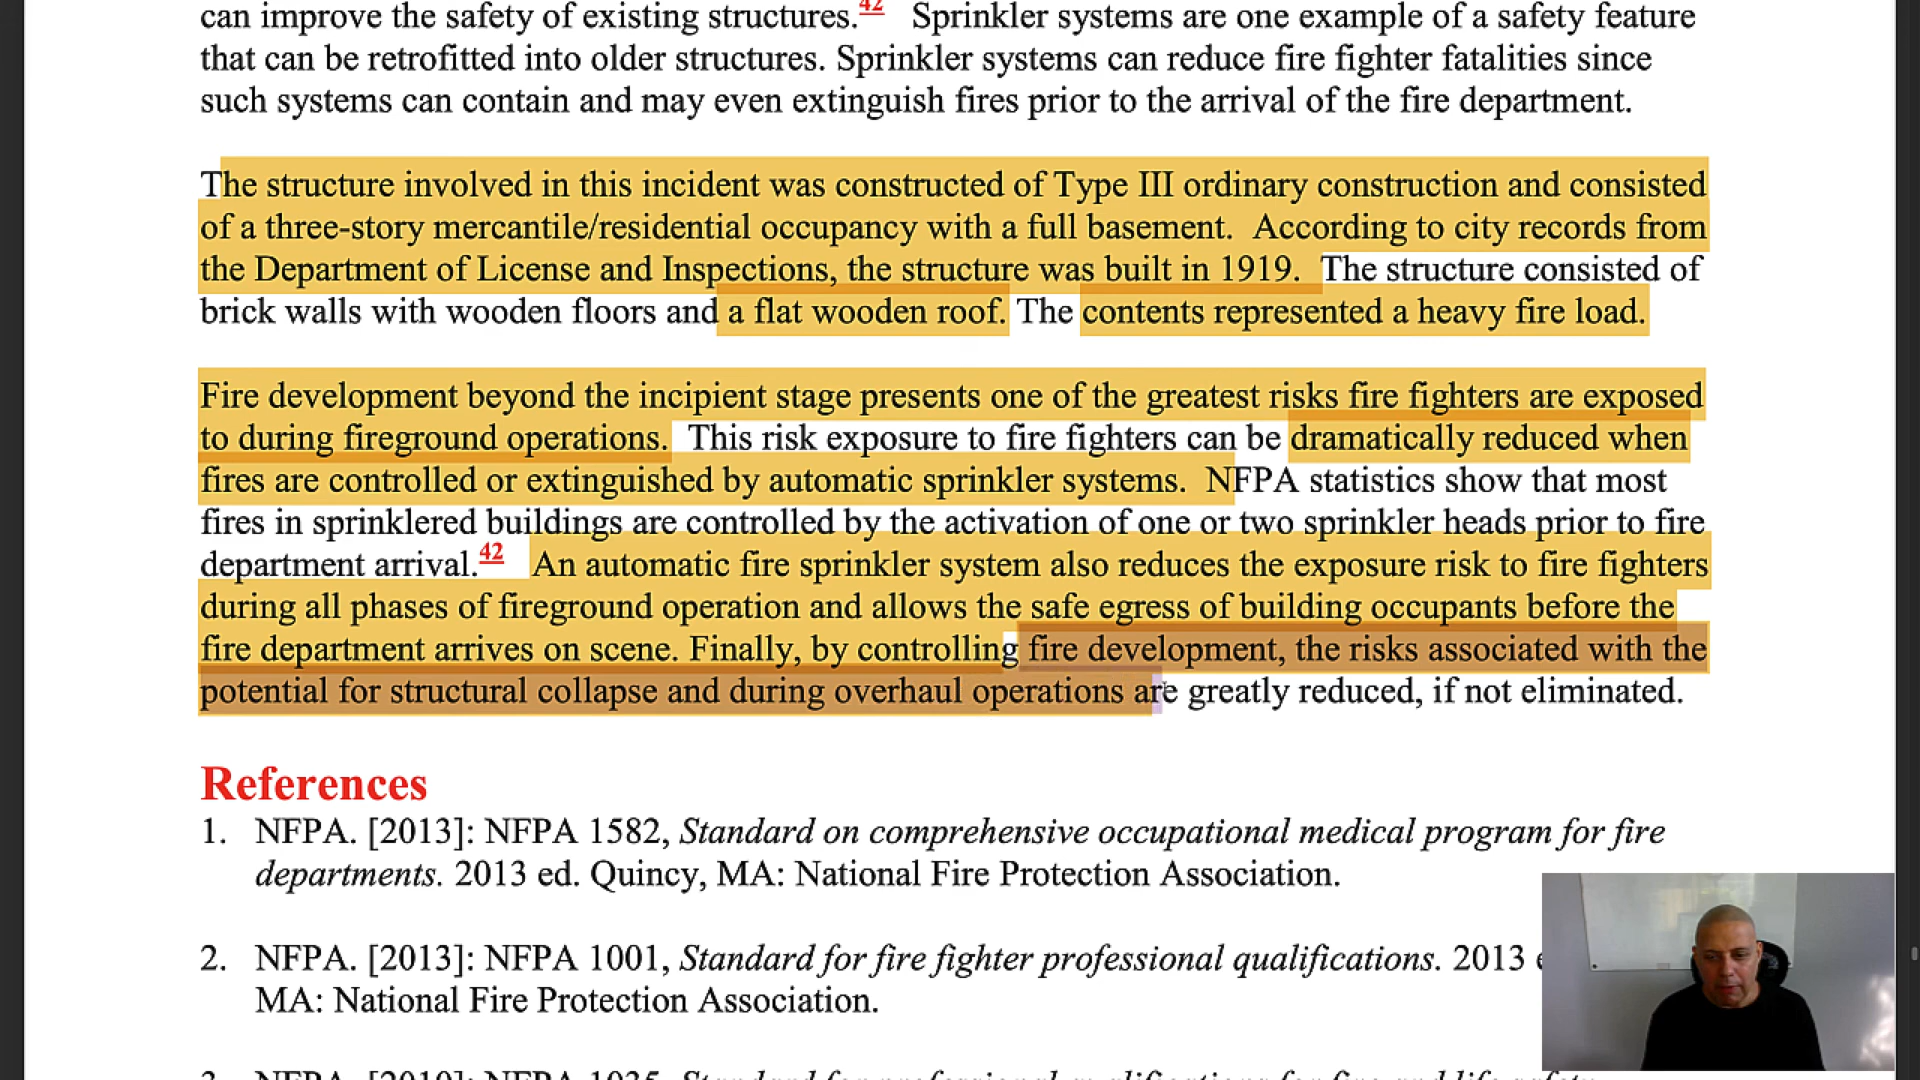 can improve the safety of existing structures.42 Sprinkler systems are one example of a safety feature
that can be retrofitted into older structures. Sprinkler systems can reduce fire fighter fatalities since
such systems can contain and may even extinguish fires prior to the arrival of the fire department.
The structure involved in this incident was constructed of Type III ordinary construction and consisted
of a three-story mercantile/residential occupancy with a full basement. According to city records from
the Department of License and Inspections, the structure was built in 1919. The structure consisted of
brick walls with wooden floors and a flat wooden roof. The contents represented a heavy fire load.
Fire development beyond the incipient stage presents one of the greatest risks fire fighters are exposed
to during fireground operations. This risk exposure to fire fighters can be dramatically reduced when
fires are controlled or extinguished by automatic sprinkler systems. NFPA statistics show that most
fires in sprinklered buildings are controlled by the activation of one or two sprinkler heads prior to fire
department arrival.42 An automatic fire sprinkler system also reduces the exposure risk to fire fighters
during all phases of fireground operation and allows the safe egress of building occupants before the
fire department arrives on scene. Finally, by controlling fire development, the risks associated with the
potential for structural collapse and during overhaul operations are greatly reduced, if not eliminated.
References
1. NFPA. [2013]: NFPA 1582, Standard on comprehensive occupational medical program for fire
departments. 2013 ed. Quincy, MA: National Fire Protection Association.
2. NFPA. [2013]: NFPA 1001, Standard for fire fighter professional qualifications. 2013
MA: National Fire Protection Association.